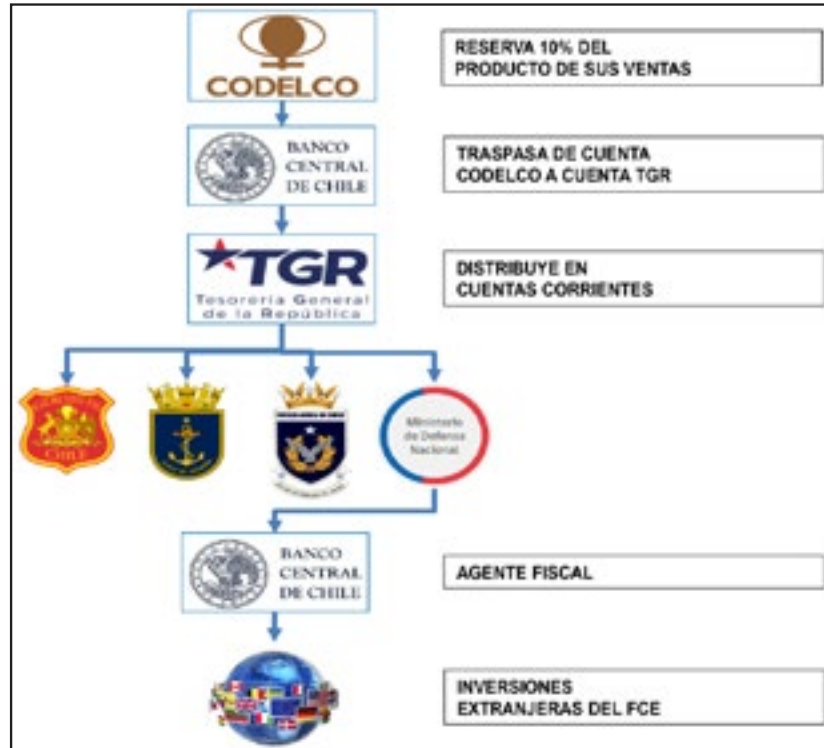 CODELCO
RESERVA 10% DEL
PRODUCTO DE SUS VENTAS
BANCO
CENTRAL
DE CHILE
TRASPASA DE CUENTA
CODELCO A CUENTA TGR
TGR
Tesorería General
de la República
DISTRIBUYE EN
CUENTAS CORRIENTES
CHILE
Ministerio
de Defensa
Nacional
BANCO
CENTRAL
DE CHILE
AGENTE FISCAL
INVERSIONES
EXTRANJERAS DEL FCE